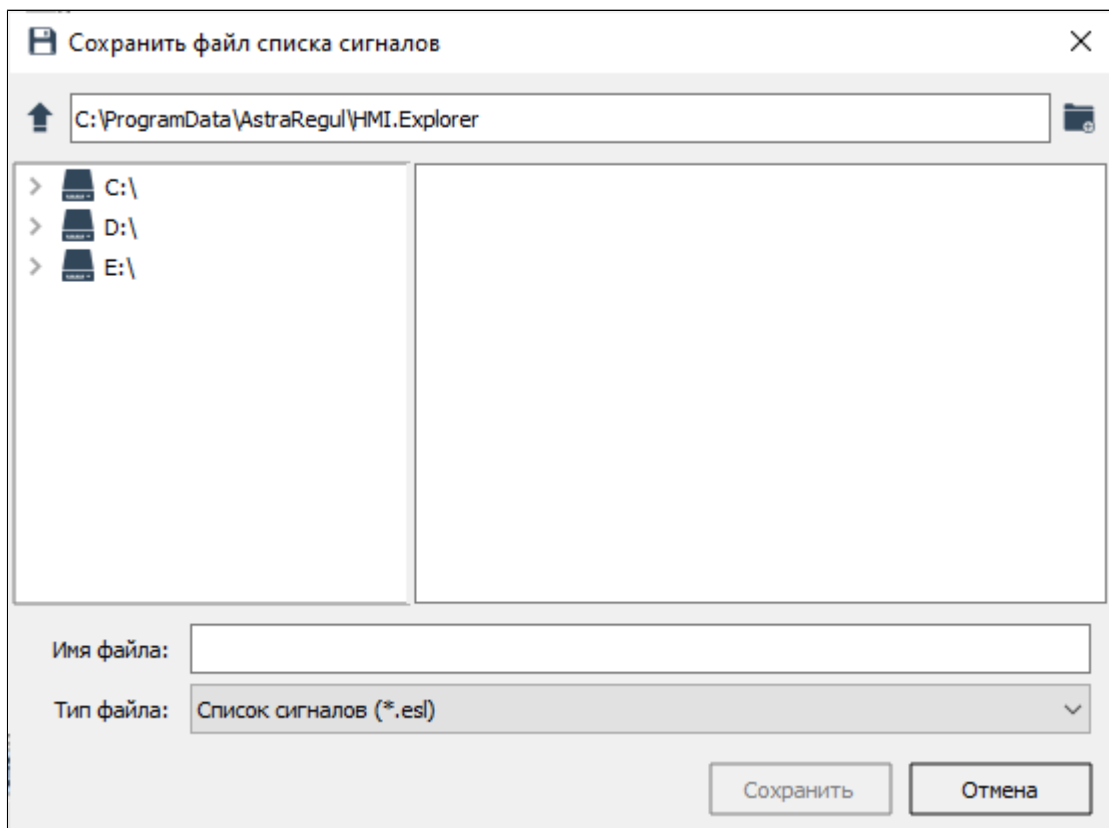 Сохранить файл списка сигналов
C:\ProgramData\AstraRegul\HMI.Explorer
C:\
D:\
E:\
Имя файла:
Тип файла: Список сигналов (*.esl)
Сохранить Отмена